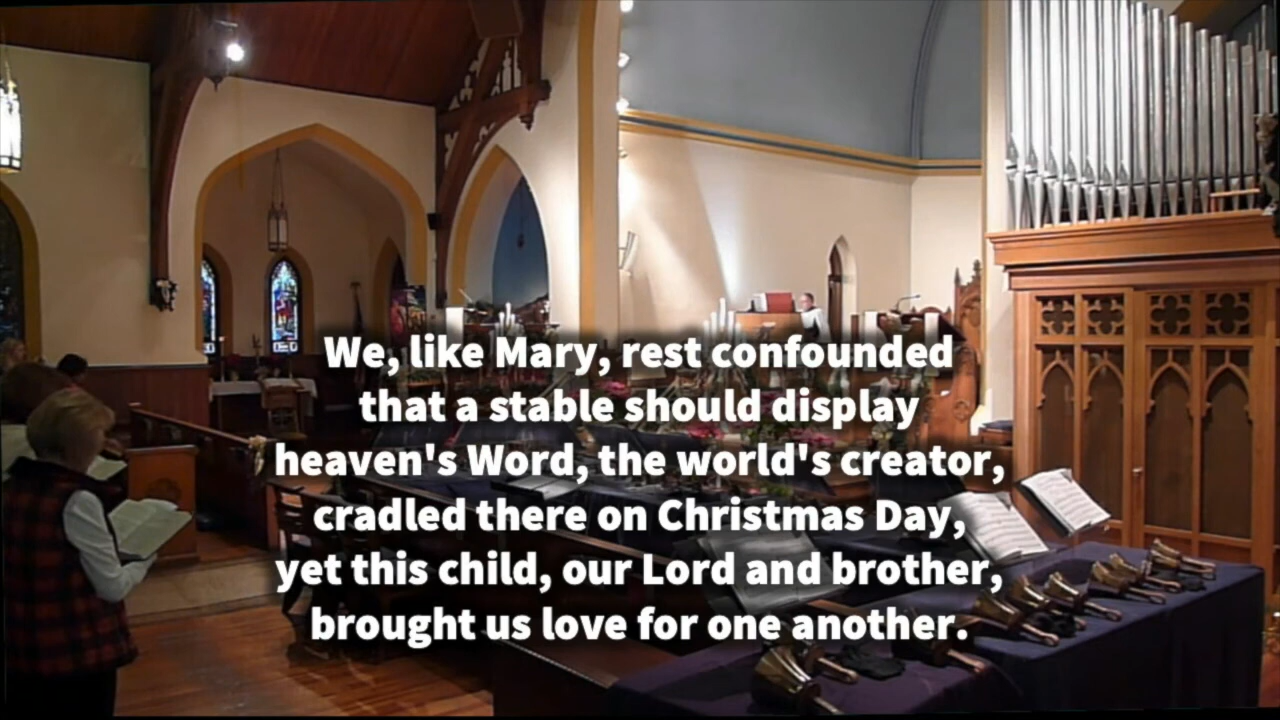 We, like Mary, rest confounded
that a stable should display
heaven's Word, the world's creator,
cradled there on Christmas Day,
yet this child, our Lord and brother,
brought us love for one another.